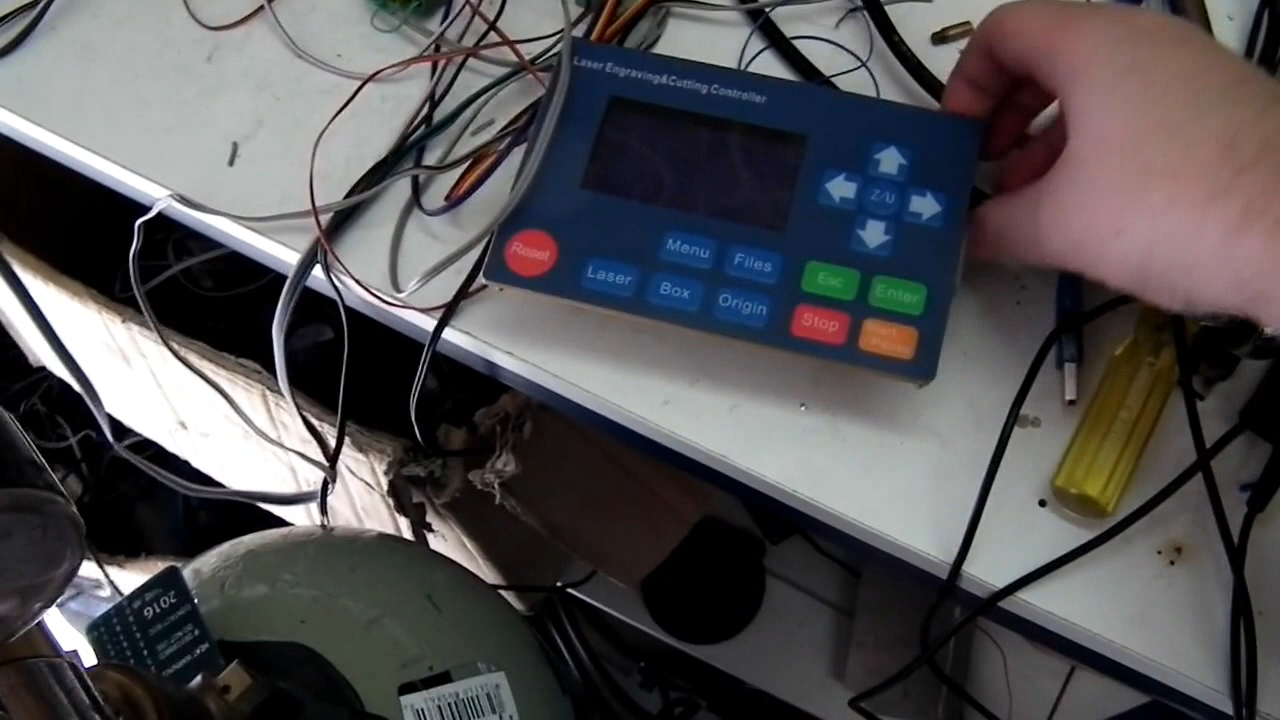 Laser Engraving&Cutting Controller
Z/U
Reset
Menu
Files
Laser
Box
Origin
Esc
Enter
Stop
2016